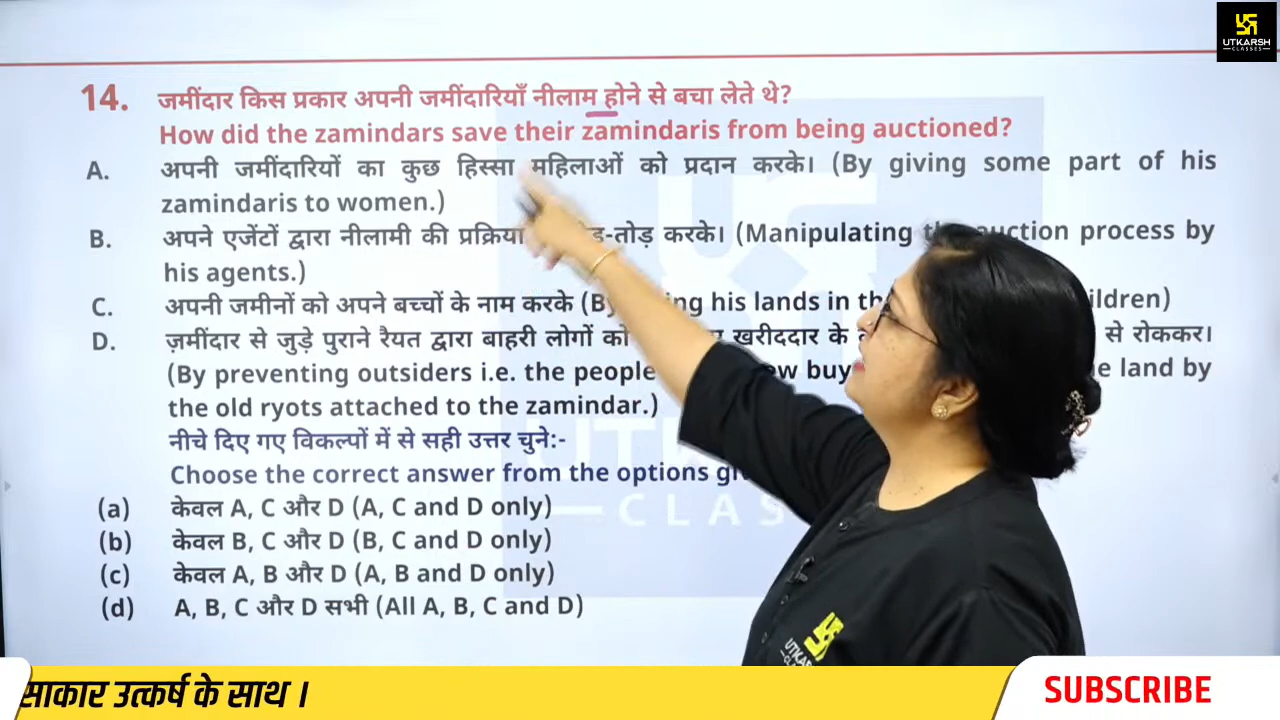 UTKARSH
CLASSES
14. जमींदार किस प्रकार अपनी जमींदारियाँ नीलाम होने से बचा लेते थे?
How did the zamindars save their zamindaris from being auctioned?
A. अपनी जमींदारियों का कुछ हिस्सा महिलाओं को प्रदान करके। (By giving some part of his
zamindaris to women.)
B. अपने एजेंटों द्वारा नीलामी की प्रक्रिया -तोड़ करके। (Manipulating auction process by
his agents.)
C. अपनी जमीनों को अपने बच्चों के नाम करके his lands in
D. ज़मींदार से जुड़े पुराने रैयत द्वारा बाहरी लोगों को खरीददार के से रोककर।
(By preventing outsiders i.e. the people land by
the old ryots attached to the zamindar.)
नीचे दिए गए विकल्पों में से सही उत्तर चुने:-
Choose the correct answer from the options
(a) केवल A, C और D (A, C and D only)
(b) केवल B, C और D (B, C and D only)
(c) केवल A, B और D (A, B and D only)
(d) A, B, C और D सभी (All A, B, C and D)
UTKARSH
साकार उत्कर्ष के साथ ।
SUBSCRIBE